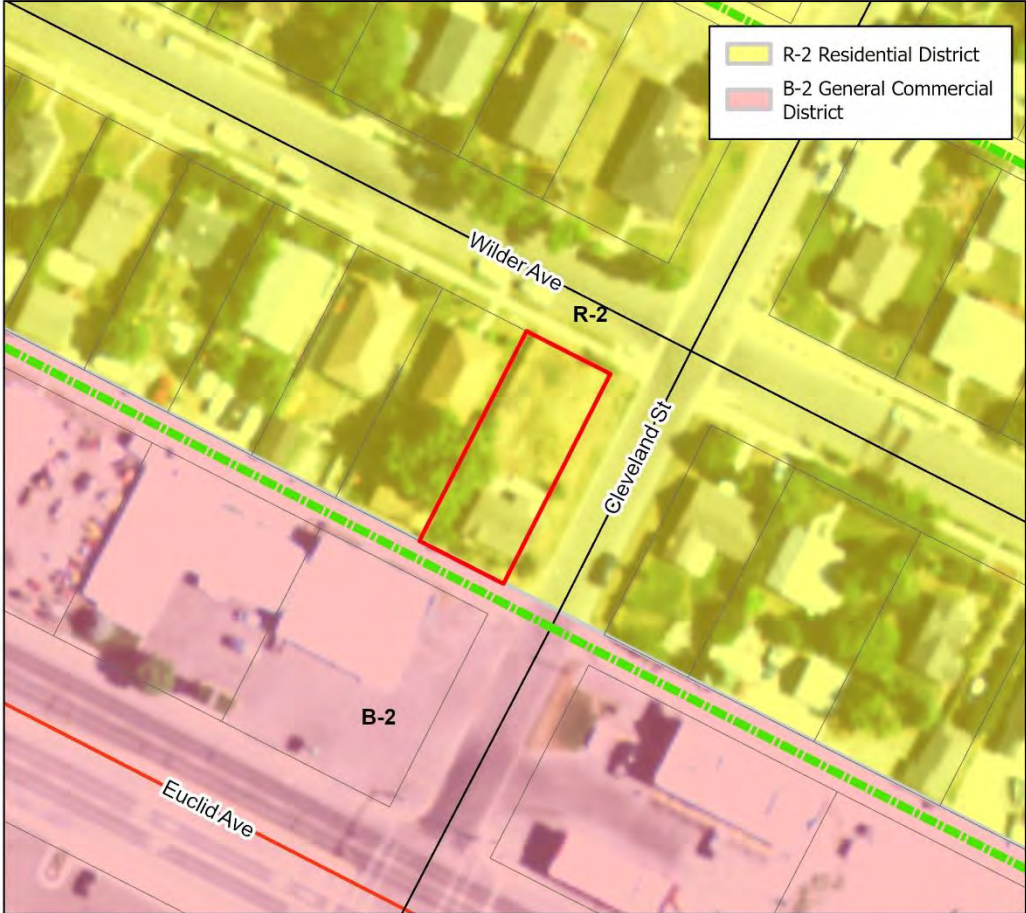 R-2 Residential District
B-2 General Commercial
District
Wilder Ave
R-2
Cleveland St
B-2
Euclid Ave